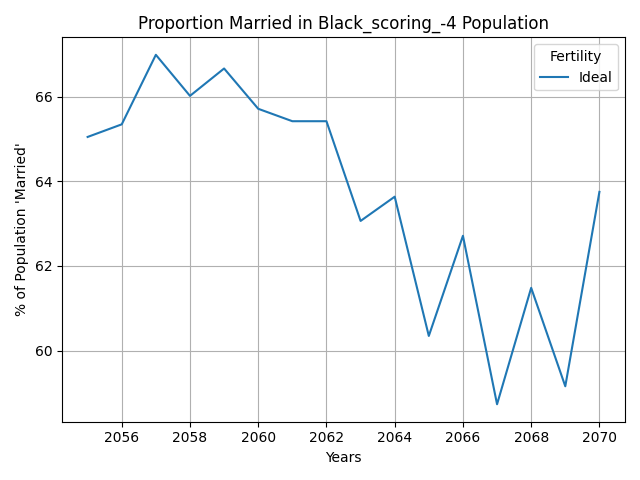 Proportion Married in Black_scoring_-4 Population
Fertility
Ideal
% of Population 'Married'
66
64
62
60
2056 2058 2060 2062 2064 2066 2068 2070
Years